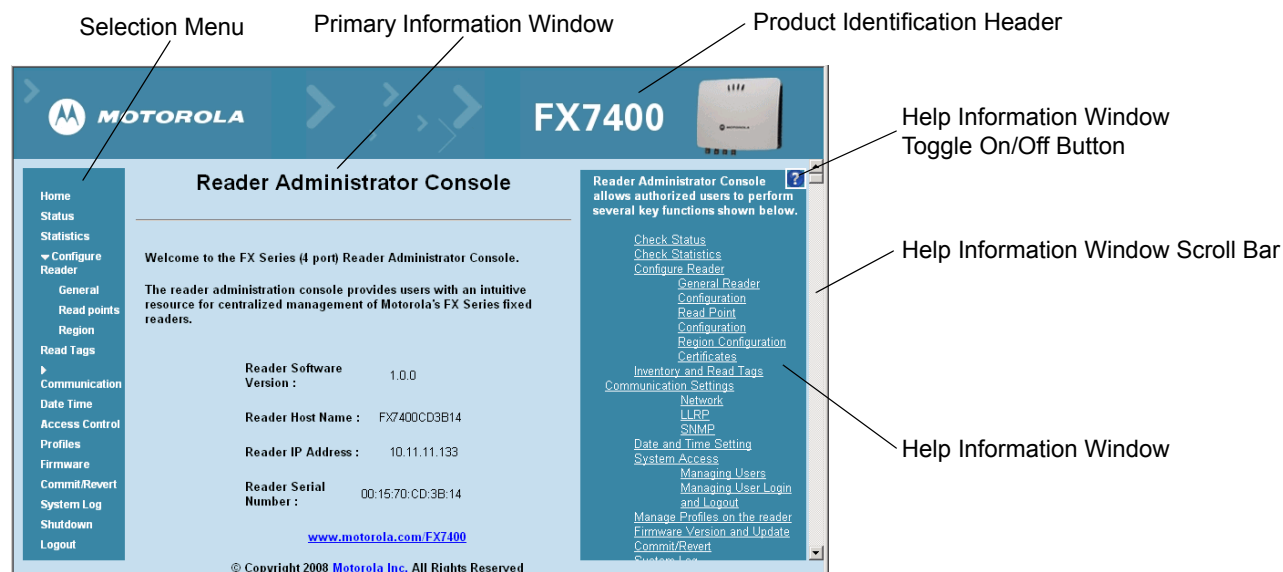 Selection Menu
Primary Information Window
Product Identification Header
MOTOROLA
FX7400
Help Information Window
Toggle On/Off Button
Help Information Window Scroll Bar
Help Information Window
Home
Status
Statistics
Configure
Reader
General
Read points
Region
Read Tags
Communication
Date Time
Access Control
Profiles
Firmware
Commit/Revert
System Log
Shutdown
Logout
Reader Administrator Console
Welcome to the FX Series (4 port) Reader Administrator Console.
The reader administration console provides users with an intuitive
resource for centralized management of Motorola's FX Series fixed
readers.
Reader Software
Version :
1.0.0
Reader Host Name : FX7400CD3B14
Reader IP Address : 10.11.11.133
Reader Serial
Number :
00:15:70:CD:3B:14
www.motorola.com/FX7400
© Copyright 2008 Motorola Inc. All Rights Reserved
Reader Administrator Console
allows authorized users to perform
several key functions shown below.
?
Check Status
Check Statistics
Configure Reader
General Reader
Configuration
Read Point
Configuration
Region Configuration
Certificates
Inventory and Read Tags
Communication Settings
Network
LLRP
SNMP
Date and Time Setting
System Access
Managing Users
Managing User Login
and Logout
Manage Profiles on the reader
Firmware Version and Update
Commit/Revert
System Log